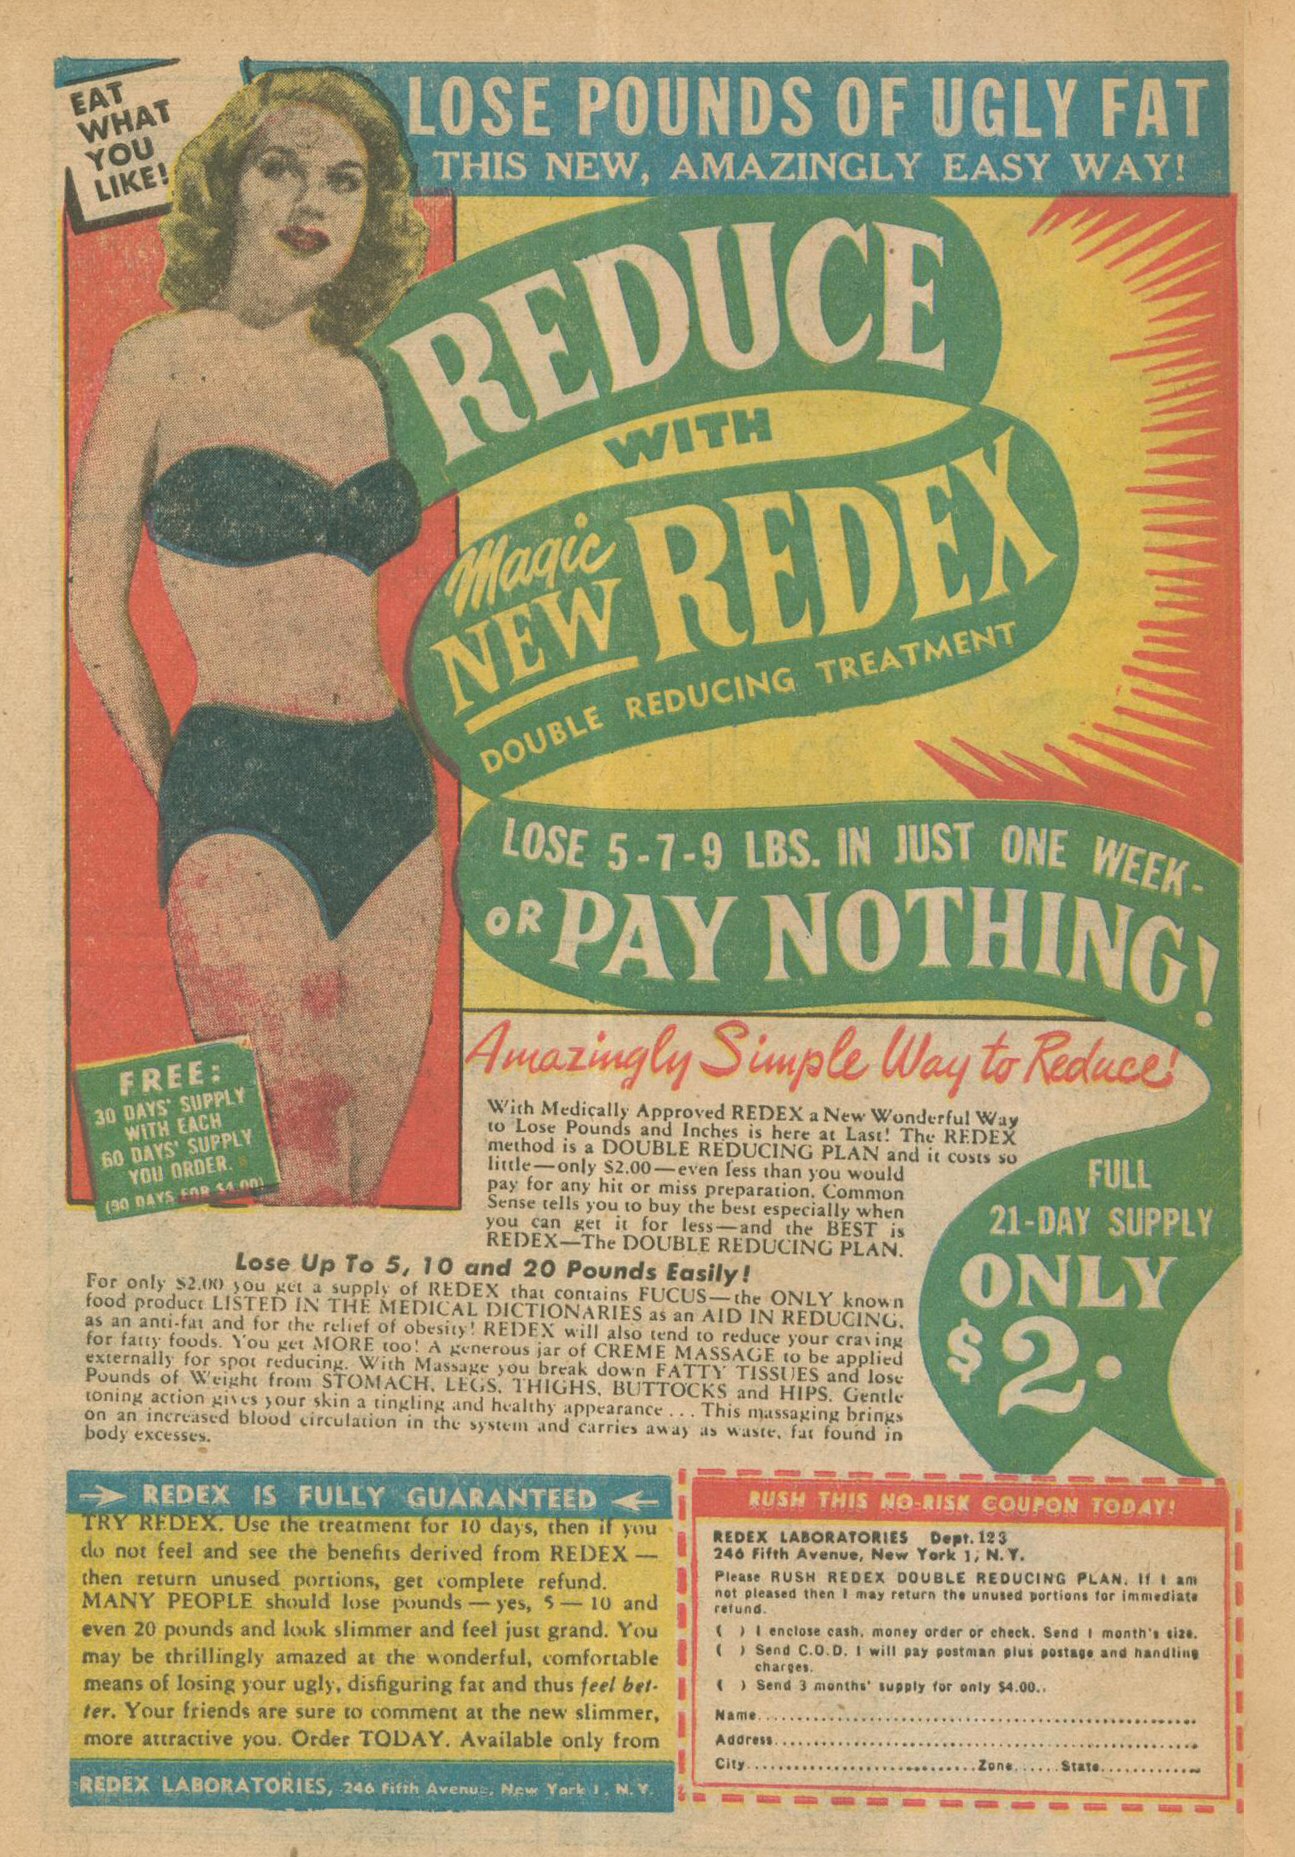 EAT
WHAT
YOU
LIKE!
LOSE POUNDS OF UGLY FAT
THIS NEW, AMAZINGLY EASY WAY!
REDUCE
WITH
Magic
NEW REDEX
DOUBLE REDUCING TREATMENT
LOSE 5-7-9 LBS. IN JUST ONE WEEK-
OR PAY NOTHING!
FREE:
30 DAYS' SUPPLY
WITH EACH
60 DAYS' SUPPLY
YOU ORDER.
(90 DAYS FOR $4.00)
Amazingly Simple Way to Reduce!
With Medically Approved REDEX a New Wonderful Way
to Lose Pounds and Inches is here at Last! The REDEX
method is a DOUBLE REDUCING PLAN and it costs so
little—only $2.00—even less than you would
pay for any hit or miss preparation. Common
Sense tells you to buy the best especially when
you can get it for less—and the BEST is
REDEX—The DOUBLE REDUCING PLAN.
FULL
21-DAY SUPPLY
ONLY
$2.
Lose Up To 5, 10 and 20 Pounds Easily!
For only $2.00 you get a supply of REDEX that contains FUCUS—the ONLY known
food product LISTED IN THE MEDICAL DICTIONARIES as an AID IN REDUCING,
as an anti-fat and for the relief of obesity! REDEX will also tend to reduce your craving
for fatty foods. You get MORE too! A generous jar of CREME MASSAGE to be applied
externally for spot reducing. With Massage you break down FATTY TISSUES and lose
Pounds of Weight from STOMACH, LEGS, THIGHS, BUTTOCKS and HIPS. Gentle
toning action gives your skin a tingling and healthy appearance . . . This massaging brings
on an increased blood circulation in the system and carries away as waste, fat found in
body excesses.
REDEX IS FULLY GUARANTEED
TRY REDEX. Use the treatment for 10 days, then if you
do not feel and see the benefits derived from REDEX —
then return unused portions, get complete refund.
MANY PEOPLE should lose pounds — yes, 5 — 10 and
even 20 pounds and look slimmer and feel just grand. You
may be thrillingly amazed at the wonderful, comfortable
means of losing your ugly, disfiguring fat and thus feel bet-
ter. Your friends are sure to comment at the new slimmer,
more attractive you. Order TODAY. Available only from
REDEX LABORATORIES, 246 Fifth Avenue, New York 1, N. Y.
RUSH THIS NO-RISK COUPON TODAY!
REDEX LABORATORIES Dept. 123
246 Fifth Avenue, New York 1, N. Y.
Please RUSH REDEX DOUBLE REDUCING PLAN. If I am
not pleased then I may return the unused portions for immediate
refund.
( ) I enclose cash, money order or check. Send 1 month's size.
( ) Send C.O.D. I will pay postman plus postage and handling
charges.
( ) Send 3 months' supply for only $4.00..
Name..........
Address..........
City..........Zone......State..........